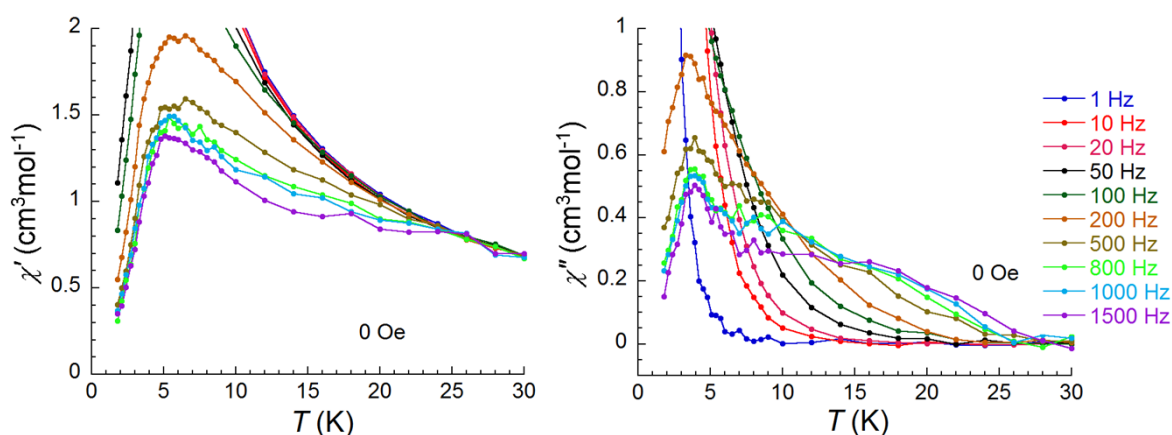 χ′ (cm³mol⁻¹)
2
1.5
1
0.5
0
0 Oe
0 5 10 15 20 25 30
T (K)
χ″ (cm³mol⁻¹)
1
0.8
0.6
0.4
0.2
0
0 Oe
0 5 10 15 20 25 30
T (K)
1 Hz
10 Hz
20 Hz
50 Hz
100 Hz
200 Hz
500 Hz
800 Hz
1000 Hz
1500 Hz